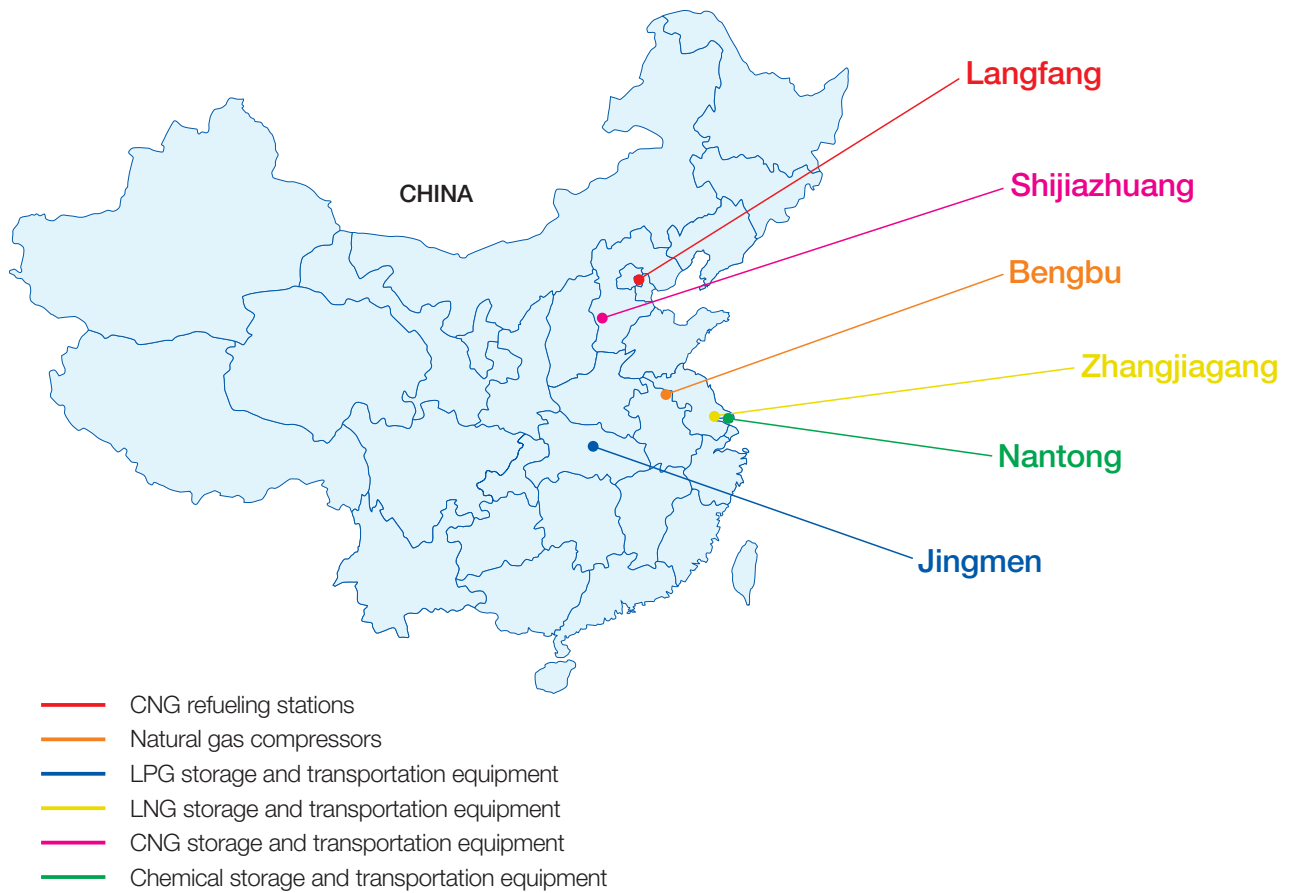 Langfang
Shijiazhuang
CHINA
Bengbu
Zhangjiagang
Nantong
Jingmen
CNG refueling stations
Natural gas compressors
LPG storage and transportation equipment
LNG storage and transportation equipment
CNG storage and transportation equipment
Chemical storage and transportation equipment